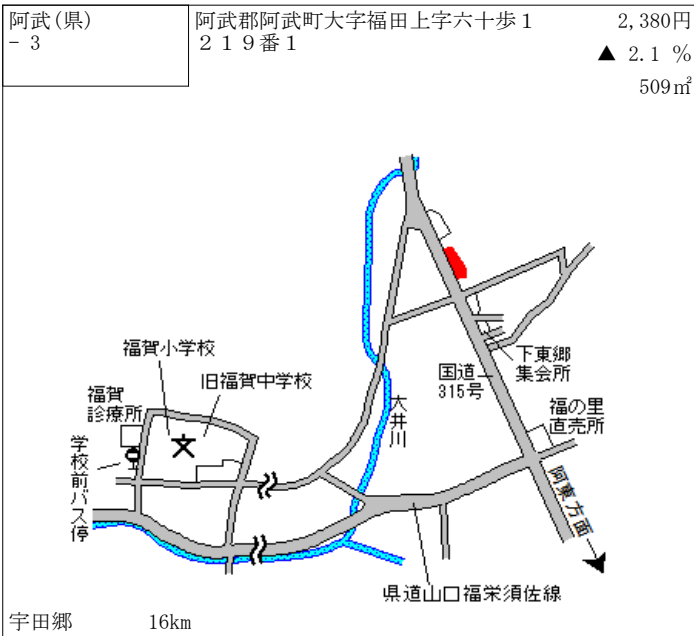 阿武(県)
- 3
阿武郡阿武町大字福田上字六十歩1
219番1
2,380円
▲ 2.1 %
509㎡
福賀小学校
旧福賀中学校
福賀
診療所
学校前バス停
大井川
国道
315号
下東郷
集会所
福の里
直売所
阿東方面
県道山口福栄須佐線
宇田郷 16km